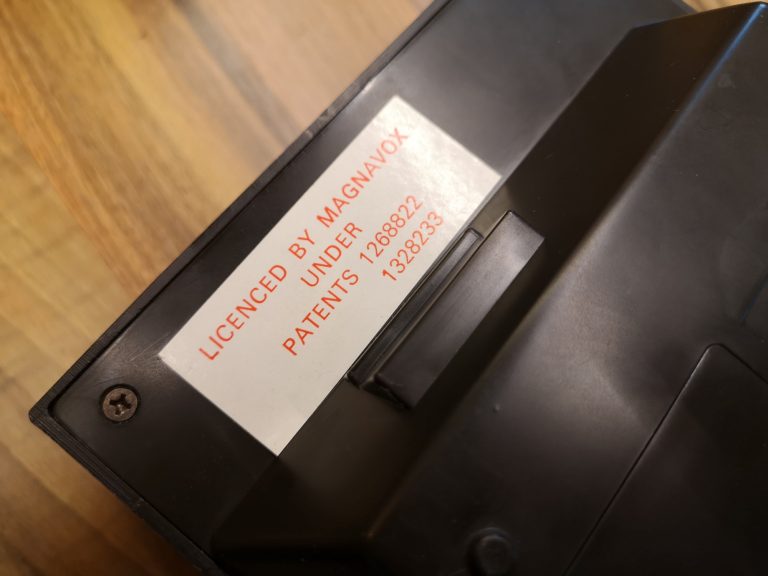 LICENCED BY MAGNAVOX
UNDER
PATENTS 1268822
1328233